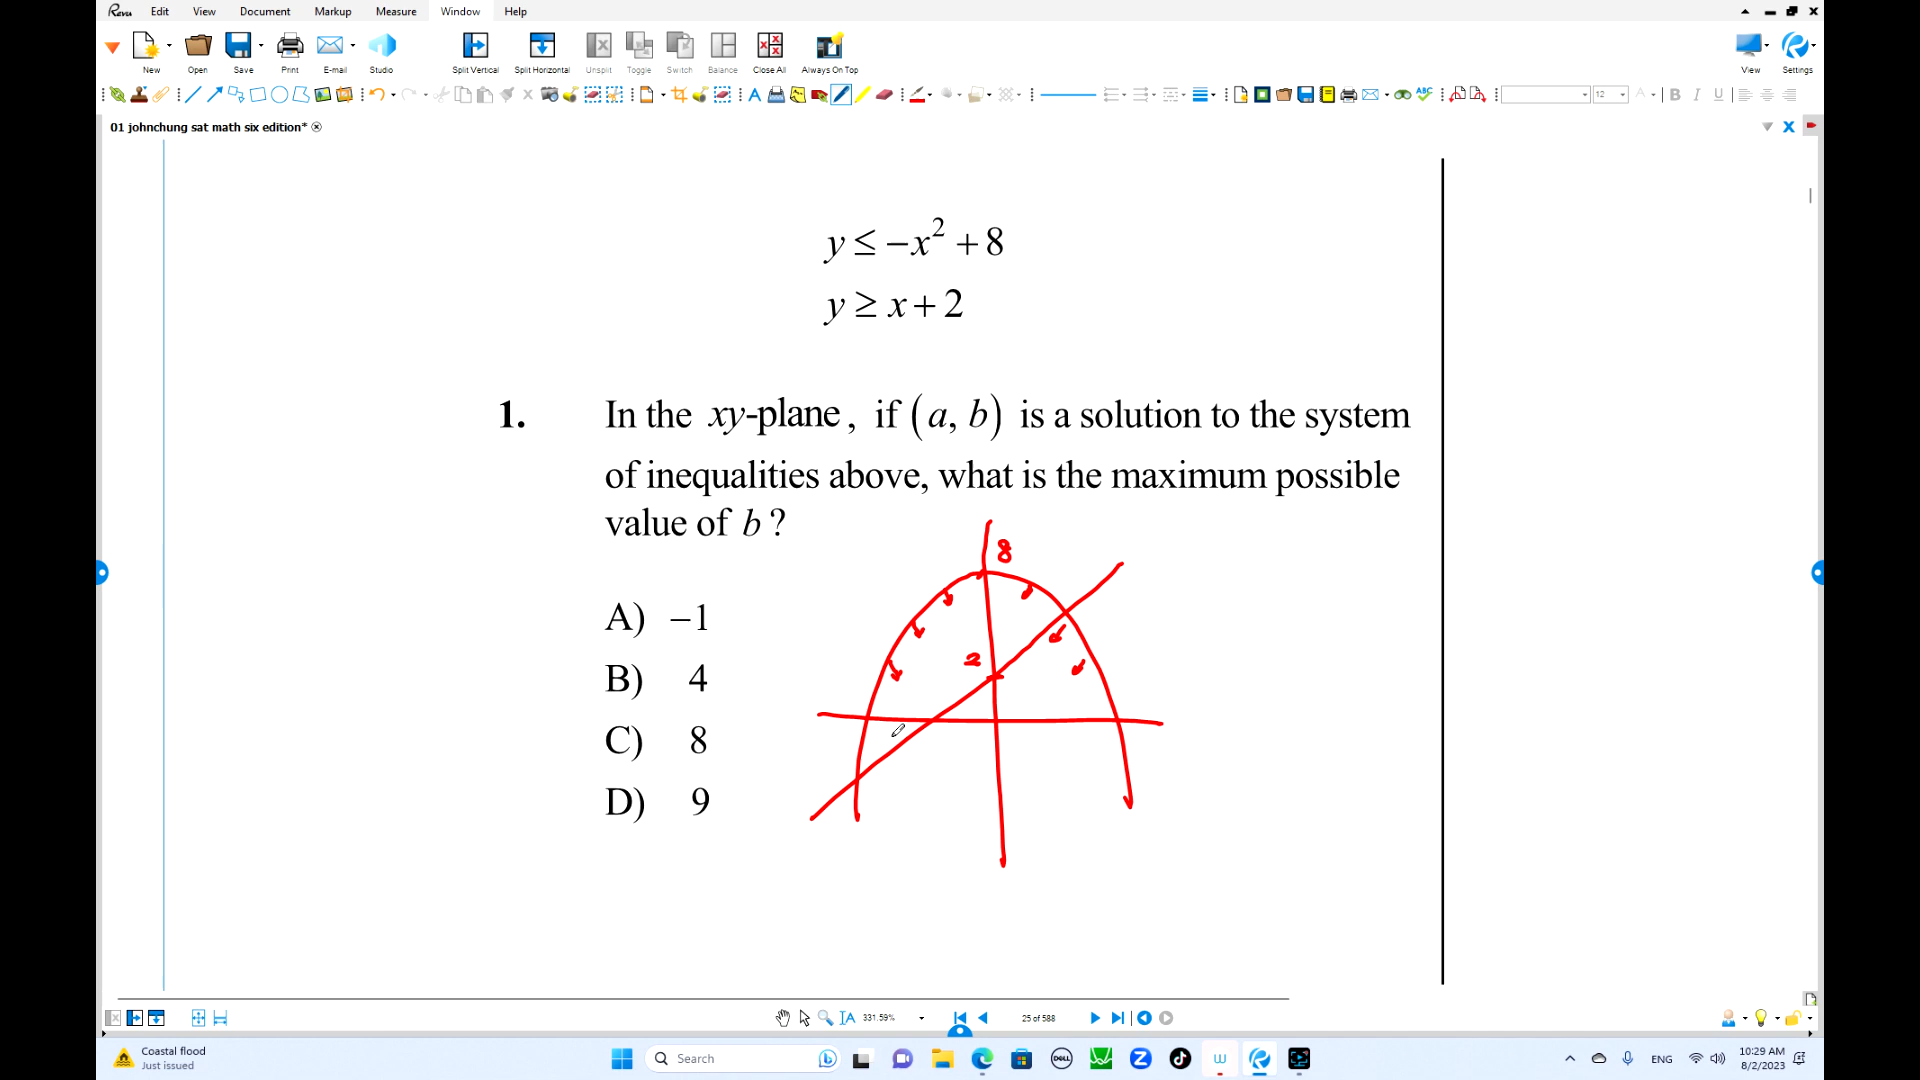 Revu Edit View Document Markup Measure Window Help
New Open Save Print E-mail Studio Split Vertical Split Horizontal Unsplit Toggle Switch Balance Close All Always On Top View Settings
12 B I U
01 johnchung sat math six edition*
y ≤ −x² + 8
y ≥ x + 2
1. In the xy-plane, if (a, b) is a solution to the system
of inequalities above, what is the maximum possible
value of b ?
8
A) −1
2
B) 4
C) 8
D) 9
331.59% 25 of 588
Coastal flood
Just issued
Search
DELL
ENG
10:29 AM
8/2/2023